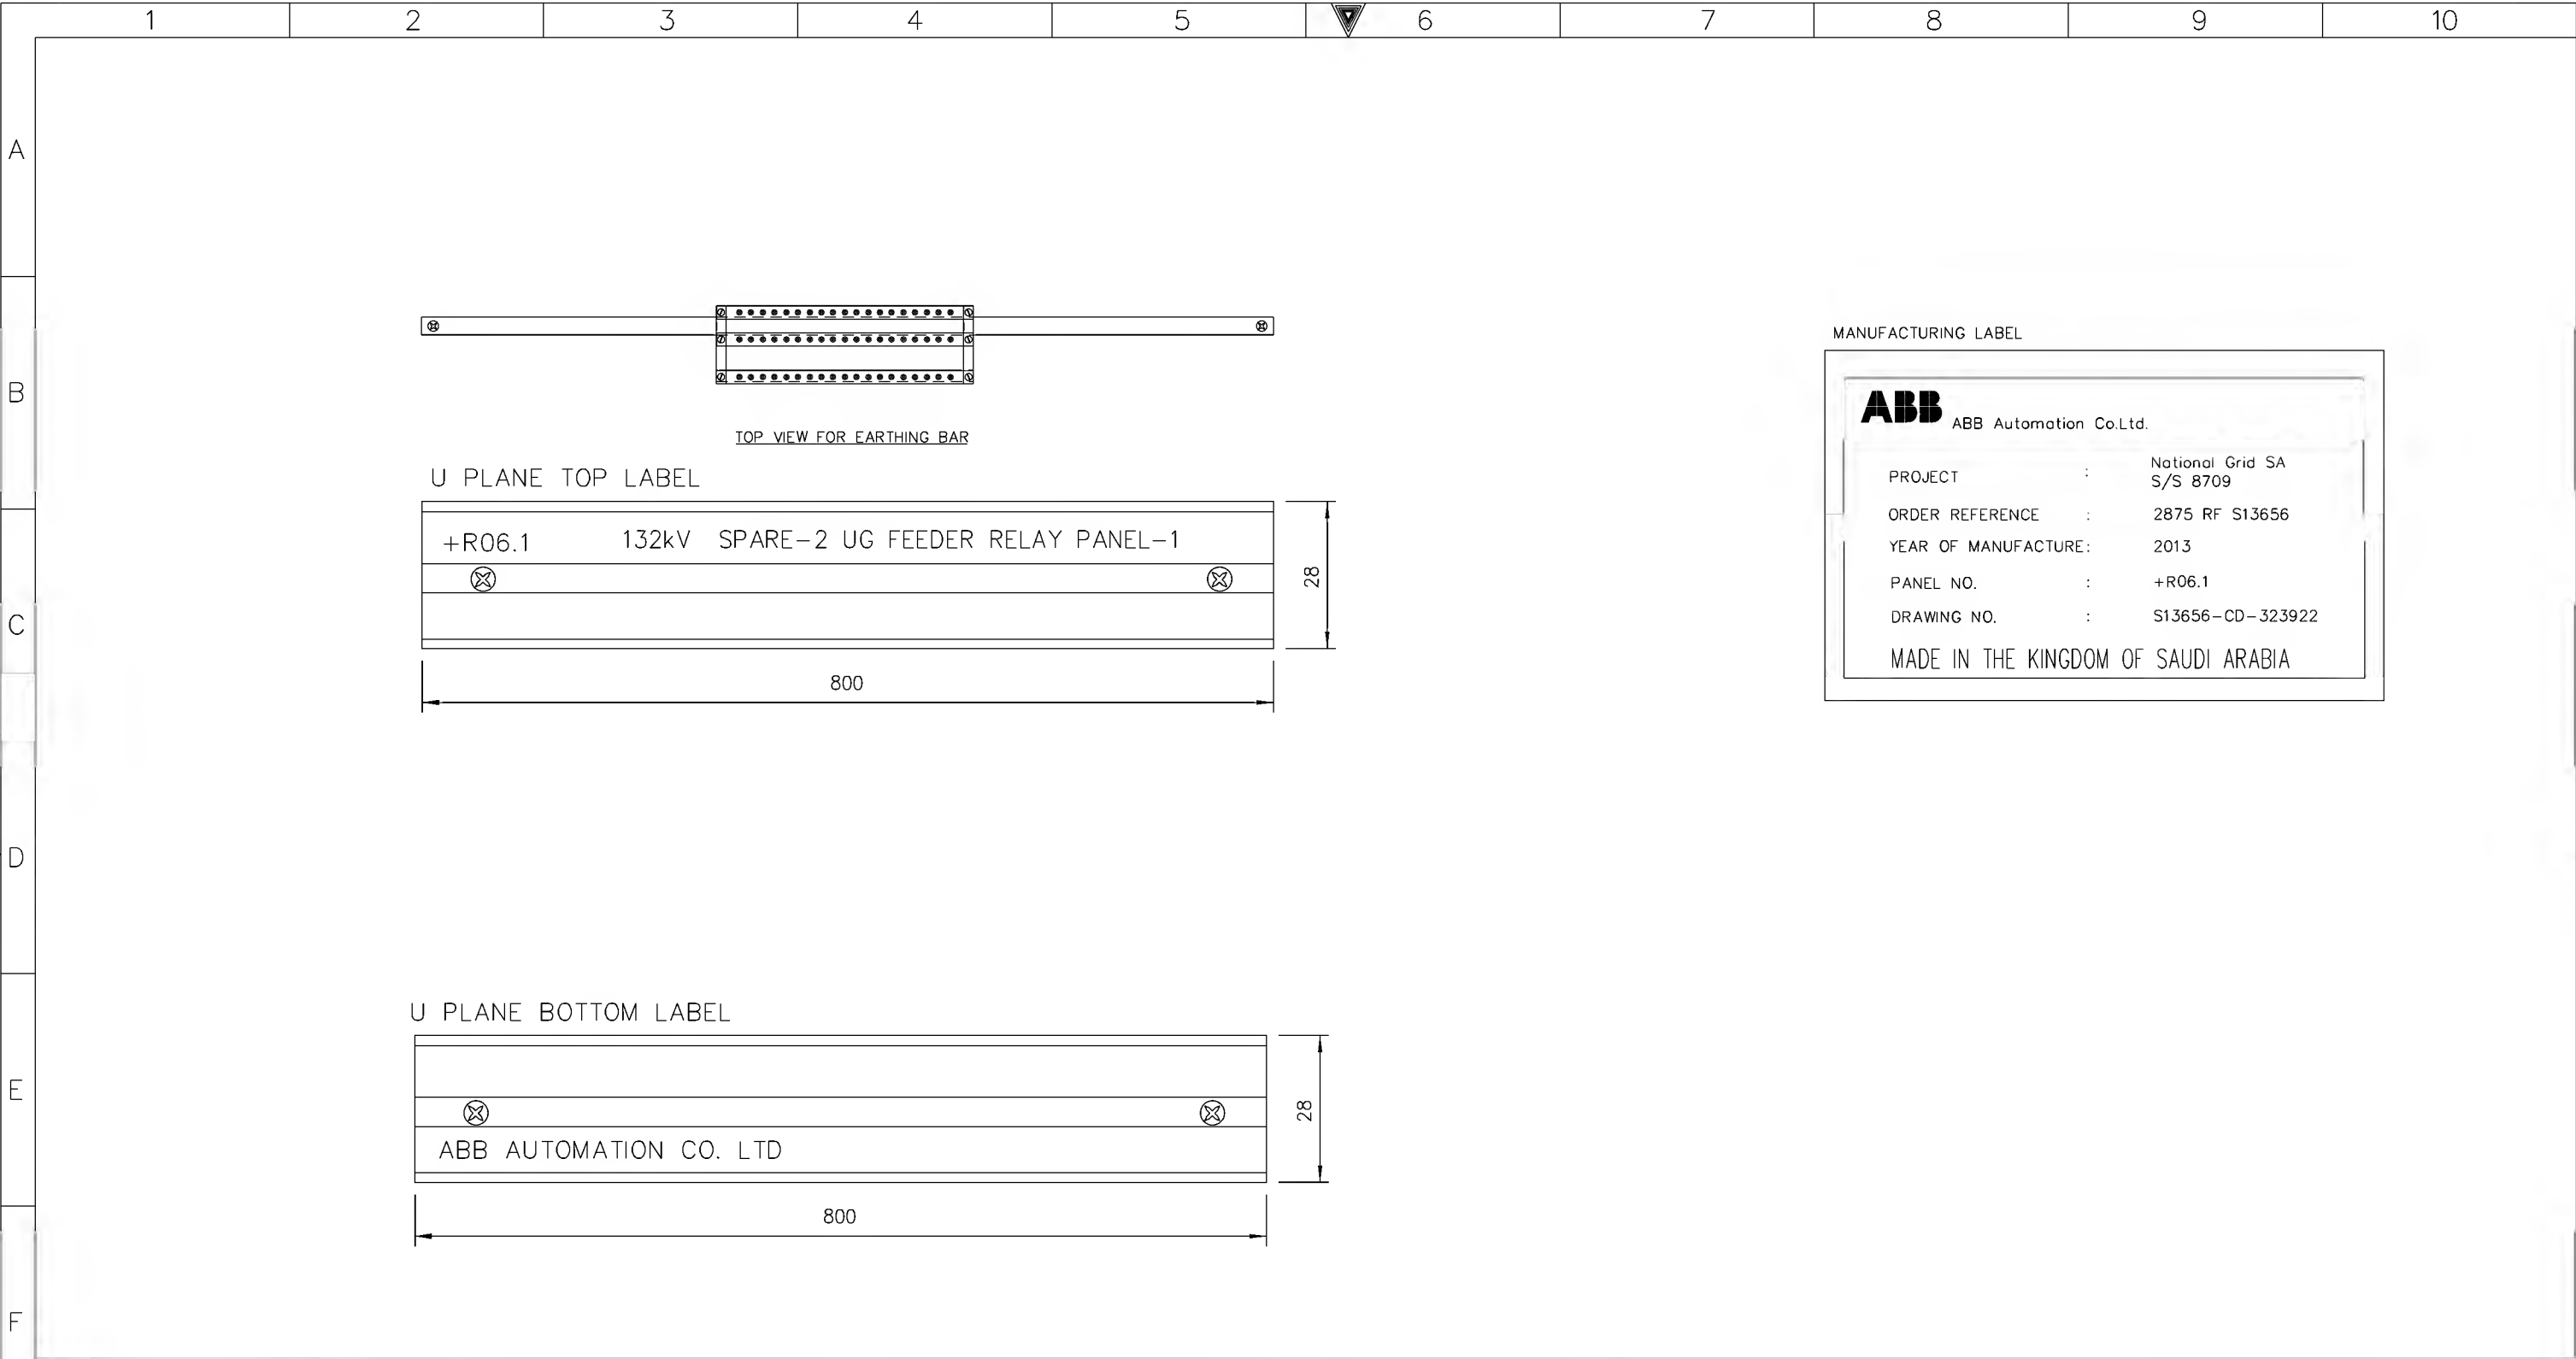 1 2 3 4 5 6 7 8 9 10
A
B
C
D
E
F
TOP VIEW FOR EARTHING BAR
U PLANE TOP LABEL
+R06.1 132kV SPARE-2 UG FEEDER RELAY PANEL-1
28
800
U PLANE BOTTOM LABEL
ABB AUTOMATION CO. LTD
28
800
MANUFACTURING LABEL
ABB ABB Automation Co.Ltd.
PROJECT : National Grid SA
S/S 8709
ORDER REFERENCE : 2875 RF S13656
YEAR OF MANUFACTURE: 2013
PANEL NO. : +R06.1
DRAWING NO. : S13656-CD-323922
MADE IN THE KINGDOM OF SAUDI ARABIA